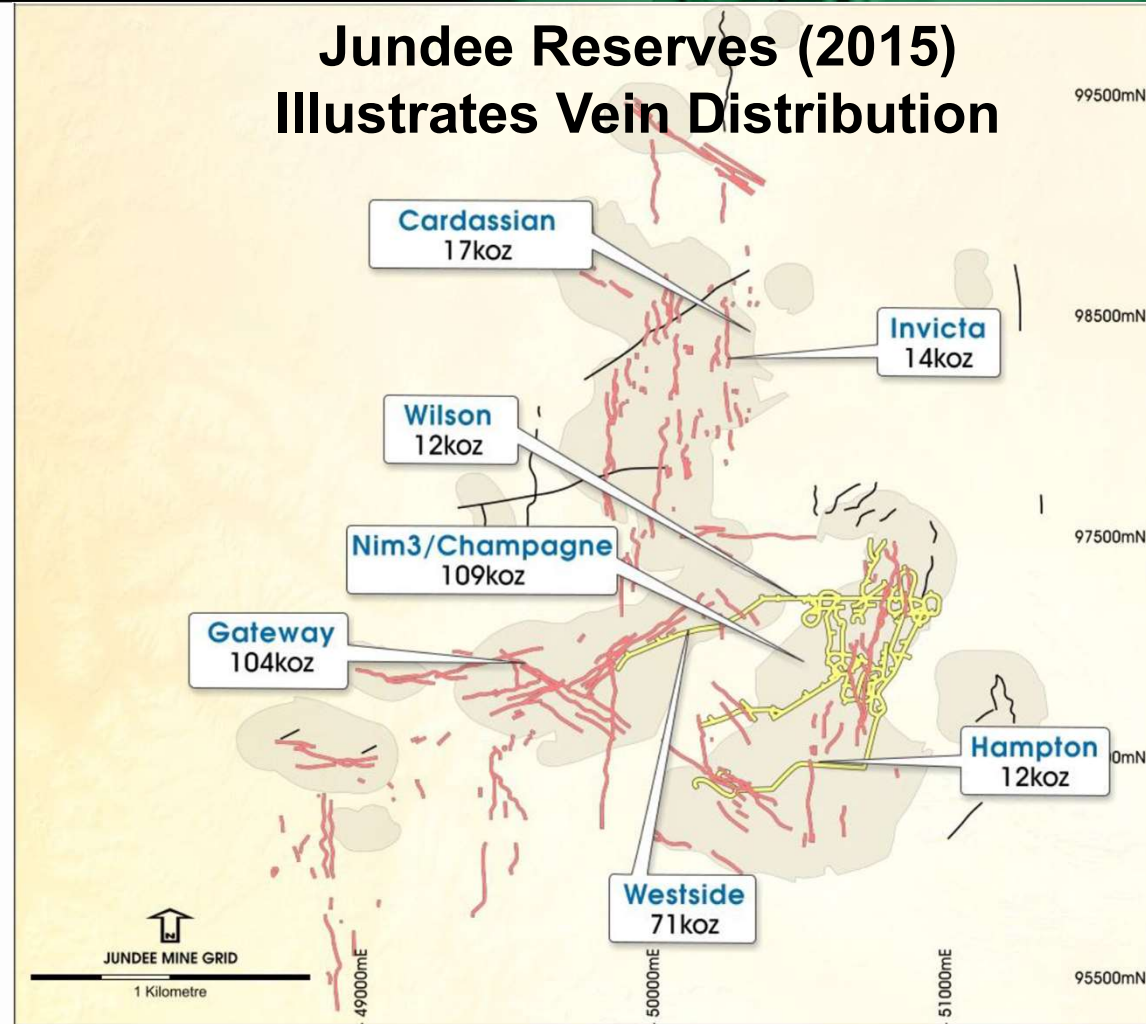 Jundee Reserves (2015)
Illustrates Vein Distribution
99500mN
Cardassian
17koz
98500mN
Invicta
14koz
Wilson
12koz
97500mN
Nim3/Champagne
109koz
Gateway
104koz
Hampton
12koz
0mN
Westside
71koz
N
JUNDEE MINE GRID
1 Kilometre
49000mE
50000mE
51000mE
95500mN